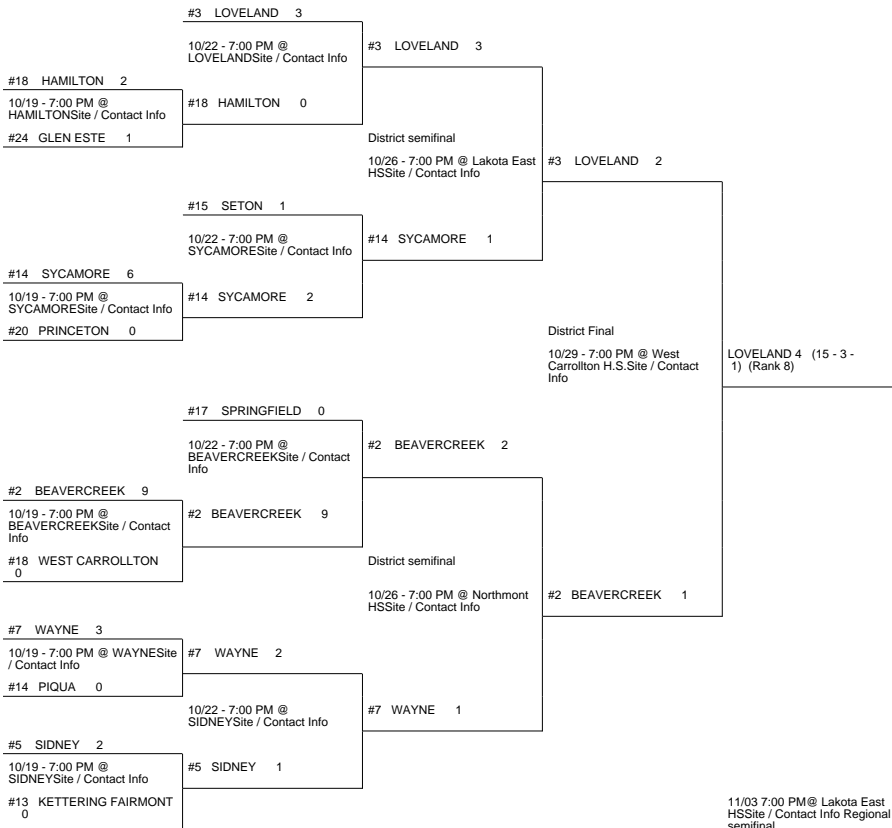 #3 LOVELAND 3
10/22 - 7:00 PM @
LOVELANDSite / Contact Info
#3 LOVELAND 3
#18 HAMILTON 2
10/19 - 7:00 PM @
HAMILTONSite / Contact Info
#18 HAMILTON 0
#24 GLEN ESTE 1
District semifinal
10/26 - 7:00 PM @ Lakota East
HSSite / Contact Info
#3 LOVELAND 2
#15 SETON 1
10/22 - 7:00 PM @
SYCAMORESite / Contact Info
#14 SYCAMORE 1
#14 SYCAMORE 6
10/19 - 7:00 PM @
SYCAMORESite / Contact Info
#14 SYCAMORE 2
#20 PRINCETON 0
District Final
10/29 - 7:00 PM @ West
Carrollton H.S.Site / Contact
Info
LOVELAND 4 (15 - 3 -
1) (Rank 8)
#17 SPRINGFIELD 0
10/22 - 7:00 PM @
BEAVERCREEKSite / Contact
Info
#2 BEAVERCREEK 2
#2 BEAVERCREEK 9
10/19 - 7:00 PM @
BEAVERCREEKSite / Contact
Info
#2 BEAVERCREEK 9
#18 WEST CARROLLTON
0
District semifinal
10/26 - 7:00 PM @ Northmont
HSSite / Contact Info
#2 BEAVERCREEK 1
#7 WAYNE 3
10/19 - 7:00 PM @ WAYNESite
/ Contact Info
#7 WAYNE 2
#14 PIQUA 0
10/22 - 7:00 PM @
SIDNEYSite / Contact Info
#7 WAYNE 1
#5 SIDNEY 2
10/19 - 7:00 PM @
SIDNEYSite / Contact Info
#5 SIDNEY 1
#13 KETTERING FAIRMONT
0
11/03 7:00 PM@ Lakota East
HSSite / Contact Info Regional
semifinal